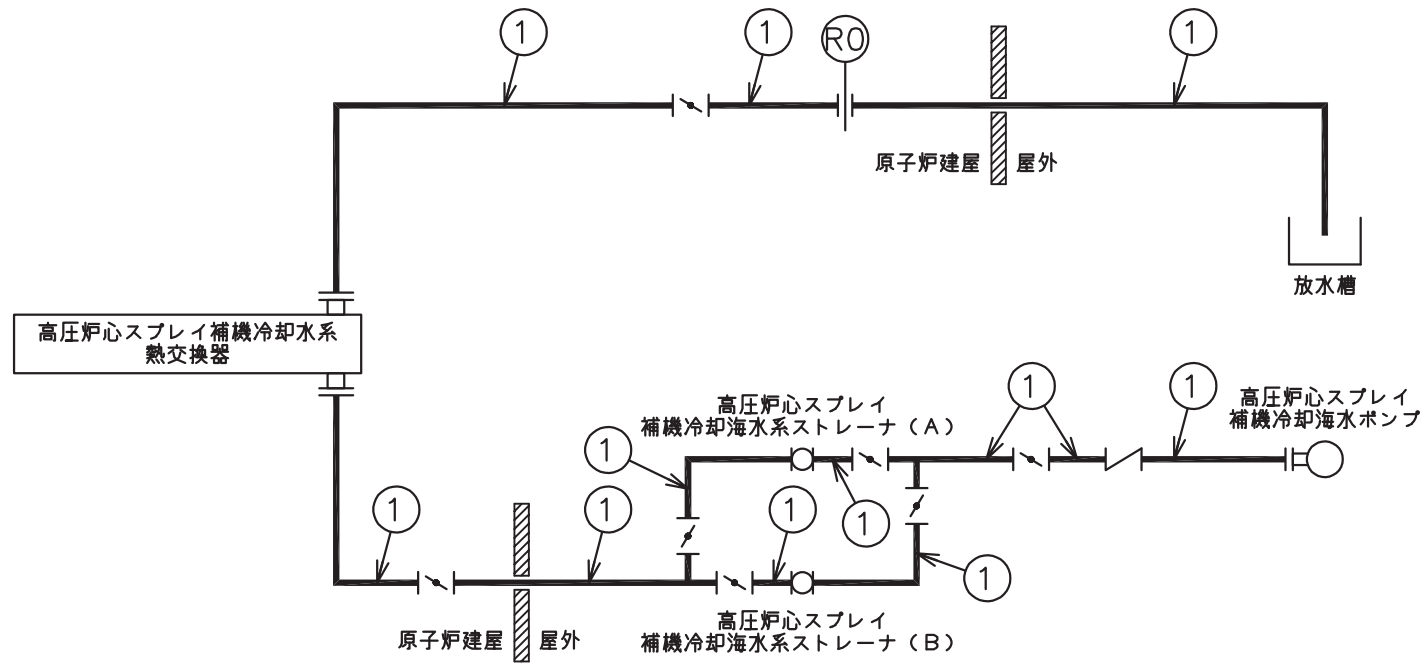 1
1
RO
1
原子炉建屋
屋外
放水槽
高圧炉心スプレイ補機冷却水系
熱交換器
高圧炉心スプレイ
補機冷却海水系ストレーナ（A）
1
1
高圧炉心スプレイ
補機冷却海水ポンプ
1
1
1
1
1
1
原子炉建屋
屋外
高圧炉心スプレイ
補機冷却海水系ストレーナ（B）
1